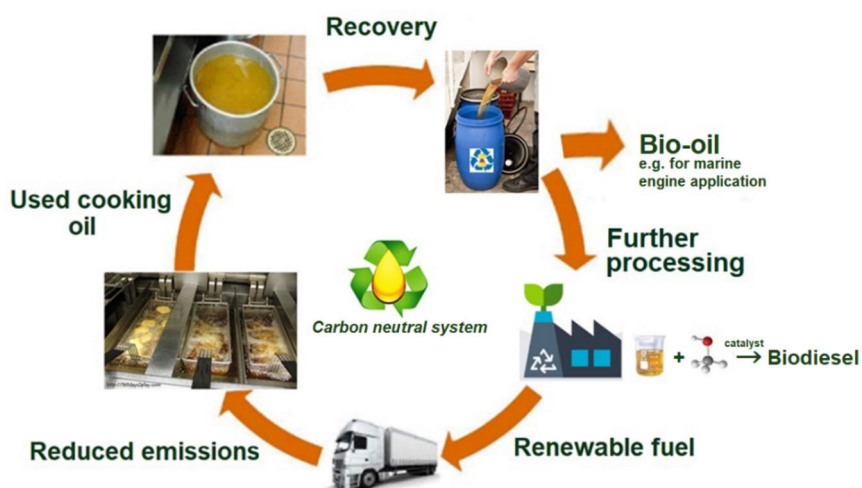 Recovery
Bio-oil
e.g. for marine
engine application
Used cooking
oil
Further
processing
Carbon neutral system
catalyst
+ → Biodiesel
Renewable fuel
Reduced emissions